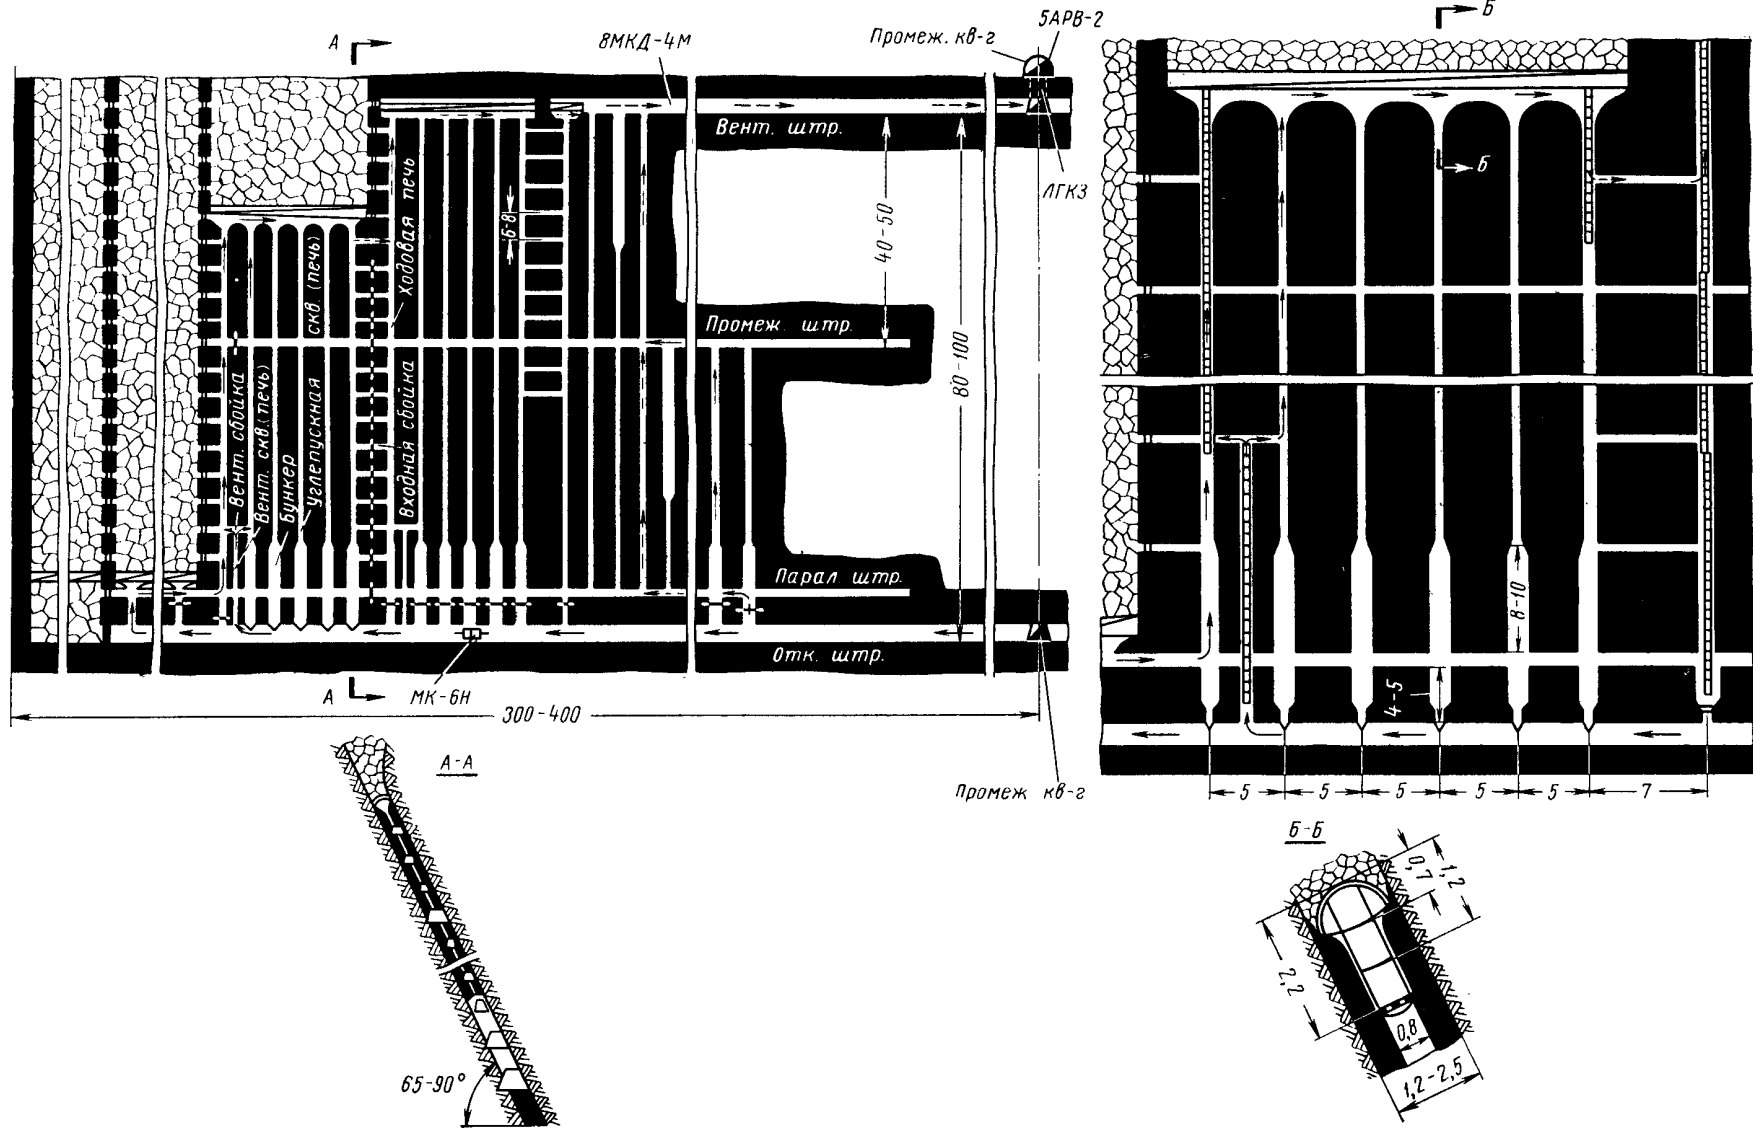 А
8МКД-4М
Промеж. кв-г
5АРВ-2
Вент. штр.
ЛГКЗ
Ходовая печь
6-8
40-50
Промеж. штр.
80-100
Вент. сбойка
Вент. скв.(печь)
Бункер
Углепускная скв. (печь)
Входная сбойка
Парал. штр.
Отк. штр.
А
МК-6Н
300-400
Промеж кв-г
А-А
65-90°
Б
Б
8-10
4-5
5 5 5 5 5 7
Б-Б
0,7
1,2
2,2
0,8
1,2-2,5